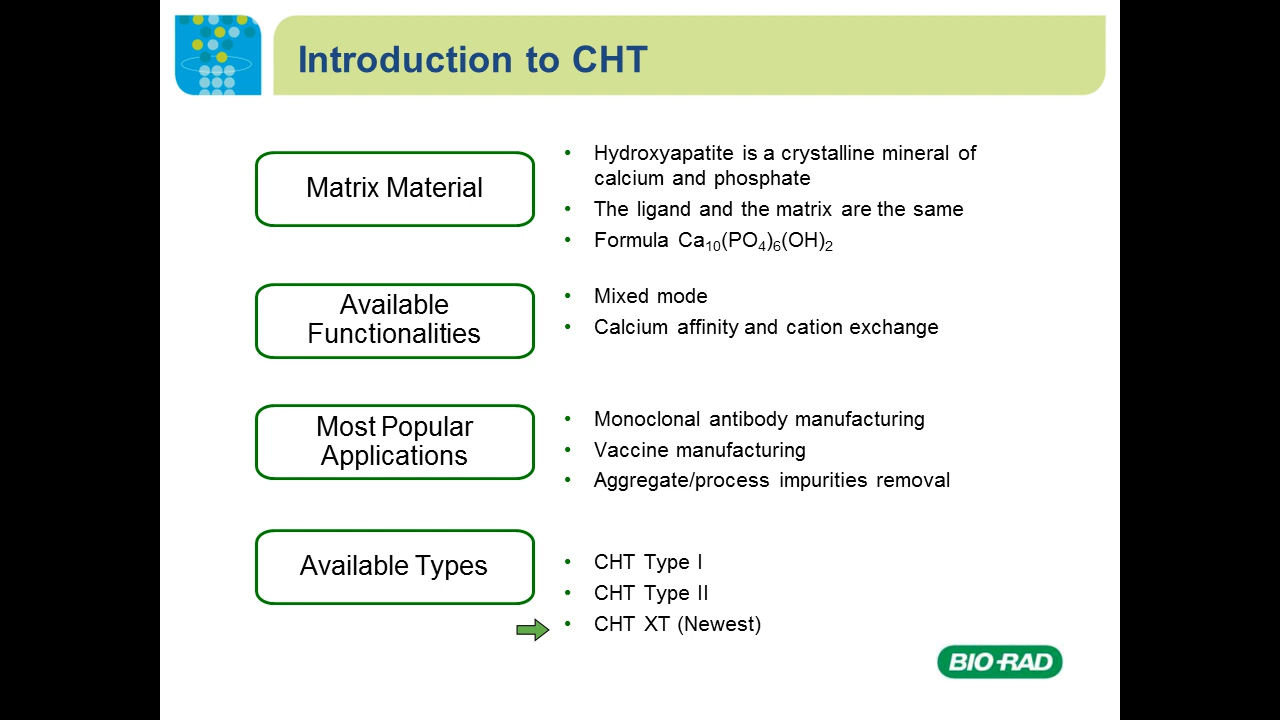 Introduction to CHT
Matrix Material
• Hydroxyapatite is a crystalline mineral of
calcium and phosphate
• The ligand and the matrix are the same
• Formula Ca₁₀(PO₄)₆(OH)₂
Available
Functionalities
• Mixed mode
• Calcium affinity and cation exchange
Most Popular
Applications
• Monoclonal antibody manufacturing
• Vaccine manufacturing
• Aggregate/process impurities removal
Available Types
• CHT Type I
• CHT Type II
• CHT XT (Newest)
BIO-RAD